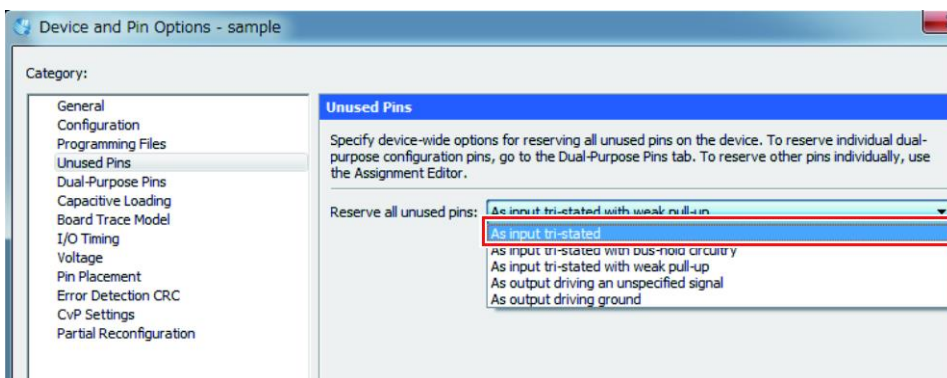 Device and Pin Options - sample
Category:
General
Configuration
Programming Files
Unused Pins
Dual-Purpose Pins
Capacitive Loading
Board Trace Model
I/O Timing
Voltage
Pin Placement
Error Detection CRC
CvP Settings
Partial Reconfiguration
Unused Pins
Specify device-wide options for reserving all unused pins on the device. To reserve individual dual-
purpose configuration pins, go to the Dual-Purpose Pins tab. To reserve other pins individually, use
the Assignment Editor.
Reserve all unused pins: As input tri-stated with weak pull-up
As input tri-stated
As input tri-stated with bus-hold circuitry
As input tri-stated with weak pull-up
As output driving an unspecified signal
As output driving ground